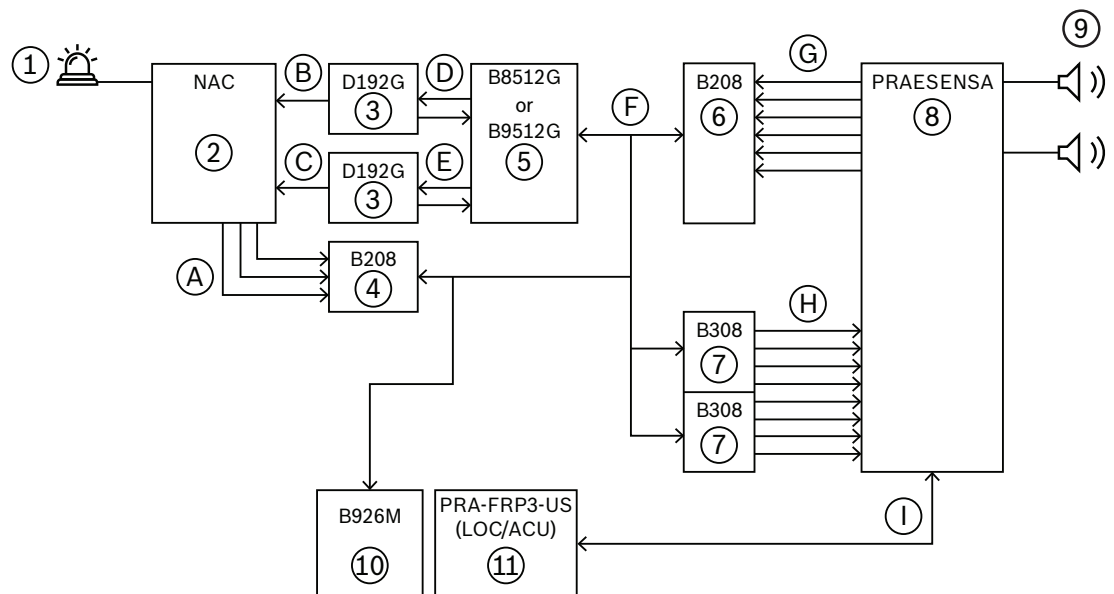 1
NAC
2
B
D192G
3
D
B8512G
or
B9512G
5
C
D192G
3
E
A
B208
4
F
B208
6
G
PRAESENSA
8
9
H
B308
7
B308
7
B926M
10
PRA-FRP3-US
(LOC/ACU)
11
I